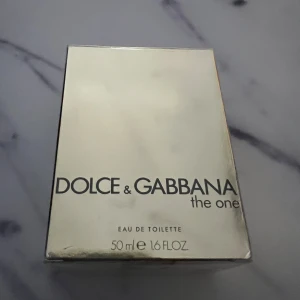 DOLCE & GABBANA
the one
EAU DE TOILETTE
50 ml e 1.6 FL.OZ.